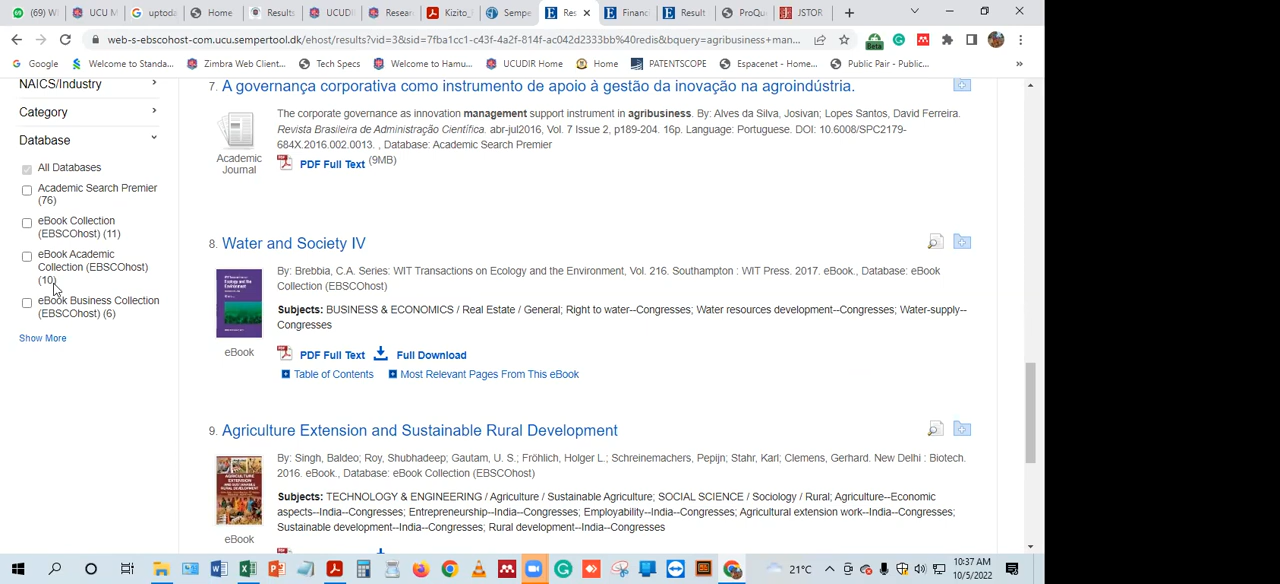 (69) W
UCU M
uptoda
Home
Results
UCUDI
Resear
Kizito_
Sempe
Res
Financ
Result
ProQu
JSTOR
web-s-ebscohost-com.ucu.sempertool.dk/ehost/results?vid=3&sid=7fba1cc1-c43f-4a2f-814f-ac042d2333bb%40redis&bquery=agribusiness+man...
Beta
Google
Welcome to Standa...
Zimbra Web Client...
Tech Specs
Welcome to Hamu...
UCUDIR Home
Home
PATENTSCOPE
Espacenet - Home...
Public Pair - Public...
»
NAICS/Industry
Category
Database
All Databases
Academic Search Premier
(76)
eBook Collection
(EBSCOhost) (11)
eBook Academic
Collection (EBSCOhost)
(10)
eBook Business Collection
(EBSCOhost) (6)
Show More
7. A governança corporativa como instrumento de apoio à gestão da inovação na agroindústria.
The corporate governance as innovation management support instrument in agribusiness. By: Alves da Silva, Josivan; Lopes Santos, David Ferreira.
Revista Brasileira de Administração Científica. abr-jul2016, Vol. 7 Issue 2, p189-204. 16p. Language: Portuguese. DOI: 10.6008/SPC2179-
684X.2016.002.0013. , Database: Academic Search Premier
Academic
Journal
PDF Full Text (9MB)
8. Water and Society IV
By: Brebbia, C.A. Series: WIT Transactions on Ecology and the Environment, Vol. 216. Southampton : WIT Press. 2017. eBook., Database: eBook
Collection (EBSCOhost)
Subjects: BUSINESS & ECONOMICS / Real Estate / General; Right to water--Congresses; Water resources development--Congresses; Water-supply--
Congresses
eBook
PDF Full Text Full Download
Table of Contents Most Relevant Pages From This eBook
9. Agriculture Extension and Sustainable Rural Development
By: Singh, Baldeo; Roy, Shubhadeep; Gautam, U. S.; Fröhlich, Holger L.; Schreinemachers, Pepijn; Stahr, Karl; Clemens, Gerhard. New Delhi : Biotech.
2016. eBook., Database: eBook Collection (EBSCOhost)
Subjects: TECHNOLOGY & ENGINEERING / Agriculture / Sustainable Agriculture; SOCIAL SCIENCE / Sociology / Rural; Agriculture--Economic
aspects--India--Congresses; Entrepreneurship--India--Congresses; Employability--India--Congresses; Agricultural extension work--India--Congresses;
Sustainable development--India--Congresses; Rural development--India--Congresses
eBook
21°C
10:37 AM
10/5/2022